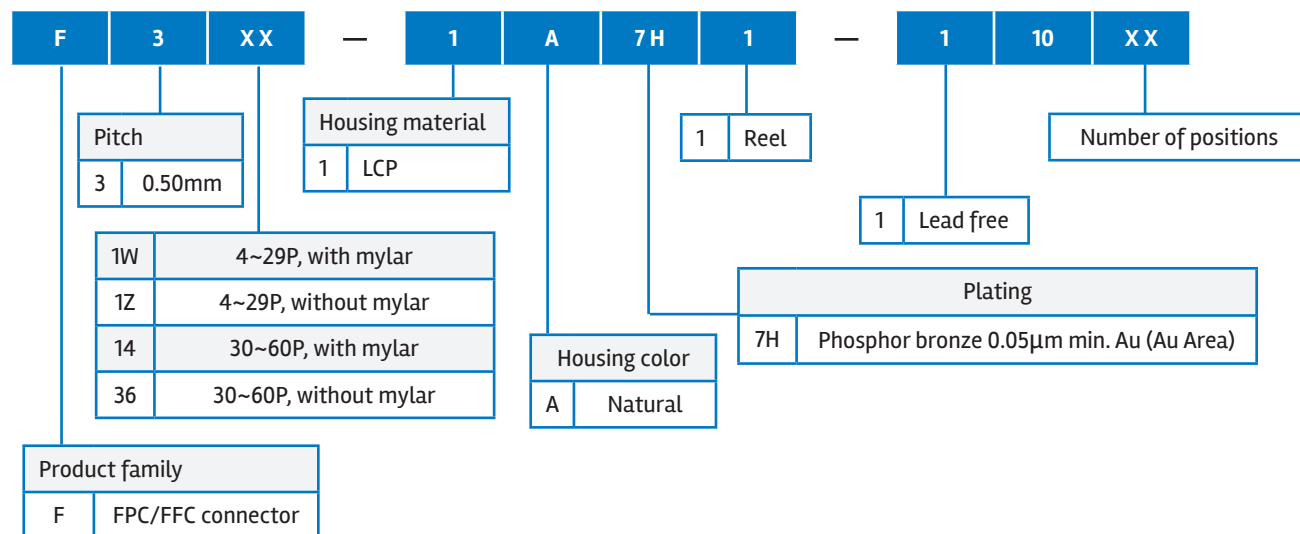 F 3 XX — 1 A 7H 1 — 1 10 XX
Pitch
3 0.50mm
Housing material
1 LCP
1 Reel
Number of positions
1 Lead free
1W 4~29P, with mylar
1Z 4~29P, without mylar
14 30~60P, with mylar
36 30~60P, without mylar
Plating
7H Phosphor bronze 0.05μm min. Au (Au Area)
Housing color
A Natural
Product family
F FPC/FFC connector